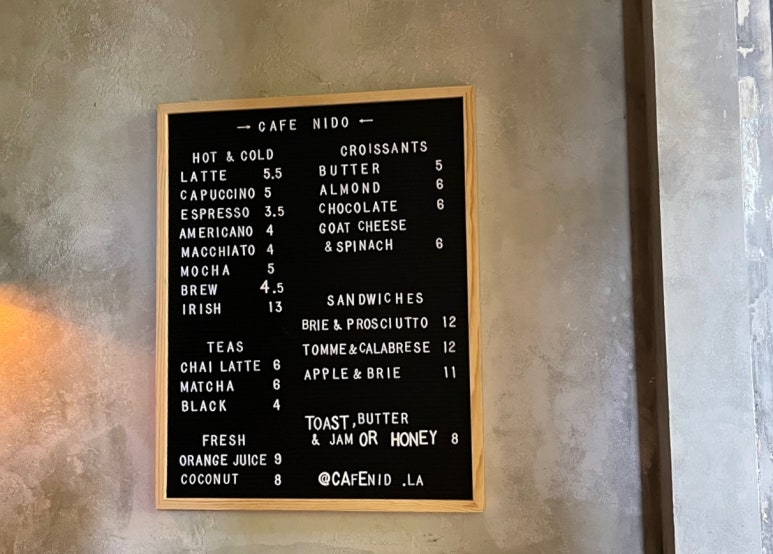 → CAFE NIDO ←
HOT & COLD
LATTE 5.5
CAPUCCINO 5
ESPRESSO 3.5
AMERICANO 4
MACCHIATO 4
MOCHA 5
BREW 4.5
IRISH 13
TEAS
CHAI LATTE 6
MATCHA 6
BLACK 4
FRESH
ORANGE JUICE 9
COCONUT 8
CROISSANTS
BUTTER 5
ALMOND 6
CHOCOLATE 6
GOAT CHEESE
& SPINACH 6
SANDWICHES
BRIE & PROSCIUTTO 12
TOMME & CALABRESE 12
APPLE & BRIE 11
TOAST, BUTTER
& JAM OR HONEY 8
@CAFENID .LA